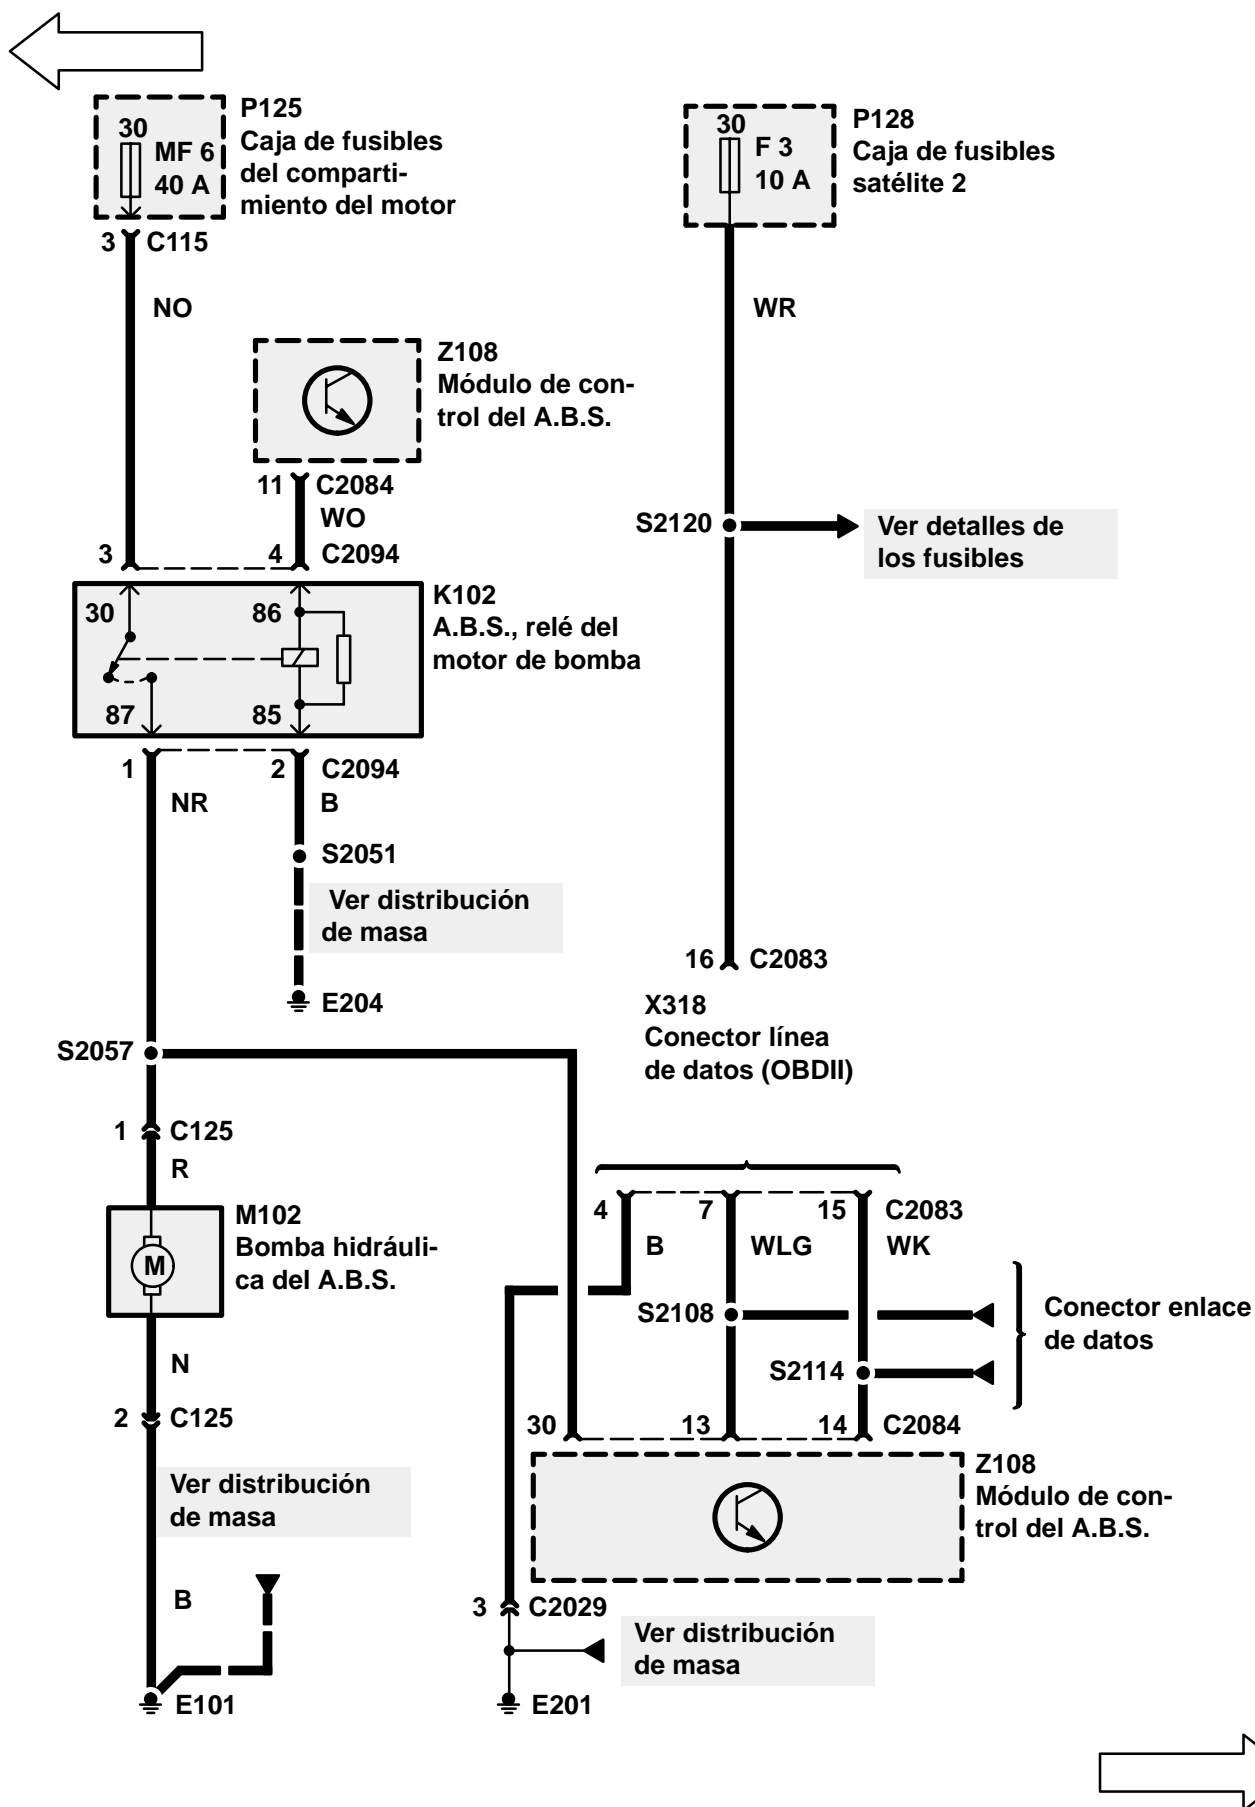 P125
Caja de fusibles
del comparti-
miento del motor
30
MF 6
40 A
3
C115
NO
P128
Caja de fusibles
satélite 2
30
F 3
10 A
WR
Z108
Módulo de con-
trol del A.B.S.
11
C2084
WO
3
4
C2094
S2120
Ver detalles de
los fusibles
K102
A.B.S., relé del
motor de bomba
30
86
87
85
1
2
C2094
NR
B
S2051
Ver distribución
de masa
E204
16
C2083
X318
Conector línea
de datos (OBDII)
S2057
1
C125
R
M102
Bomba hidráuli-
ca del A.B.S.
M
N
2
C125
Ver distribución
de masa
B
E101
4
7
15
C2083
B
WLG
WK
S2108
S2114
Conector enlace
de datos
30
13
14
C2084
Z108
Módulo de con-
trol del A.B.S.
3
C2029
Ver distribución
de masa
E201